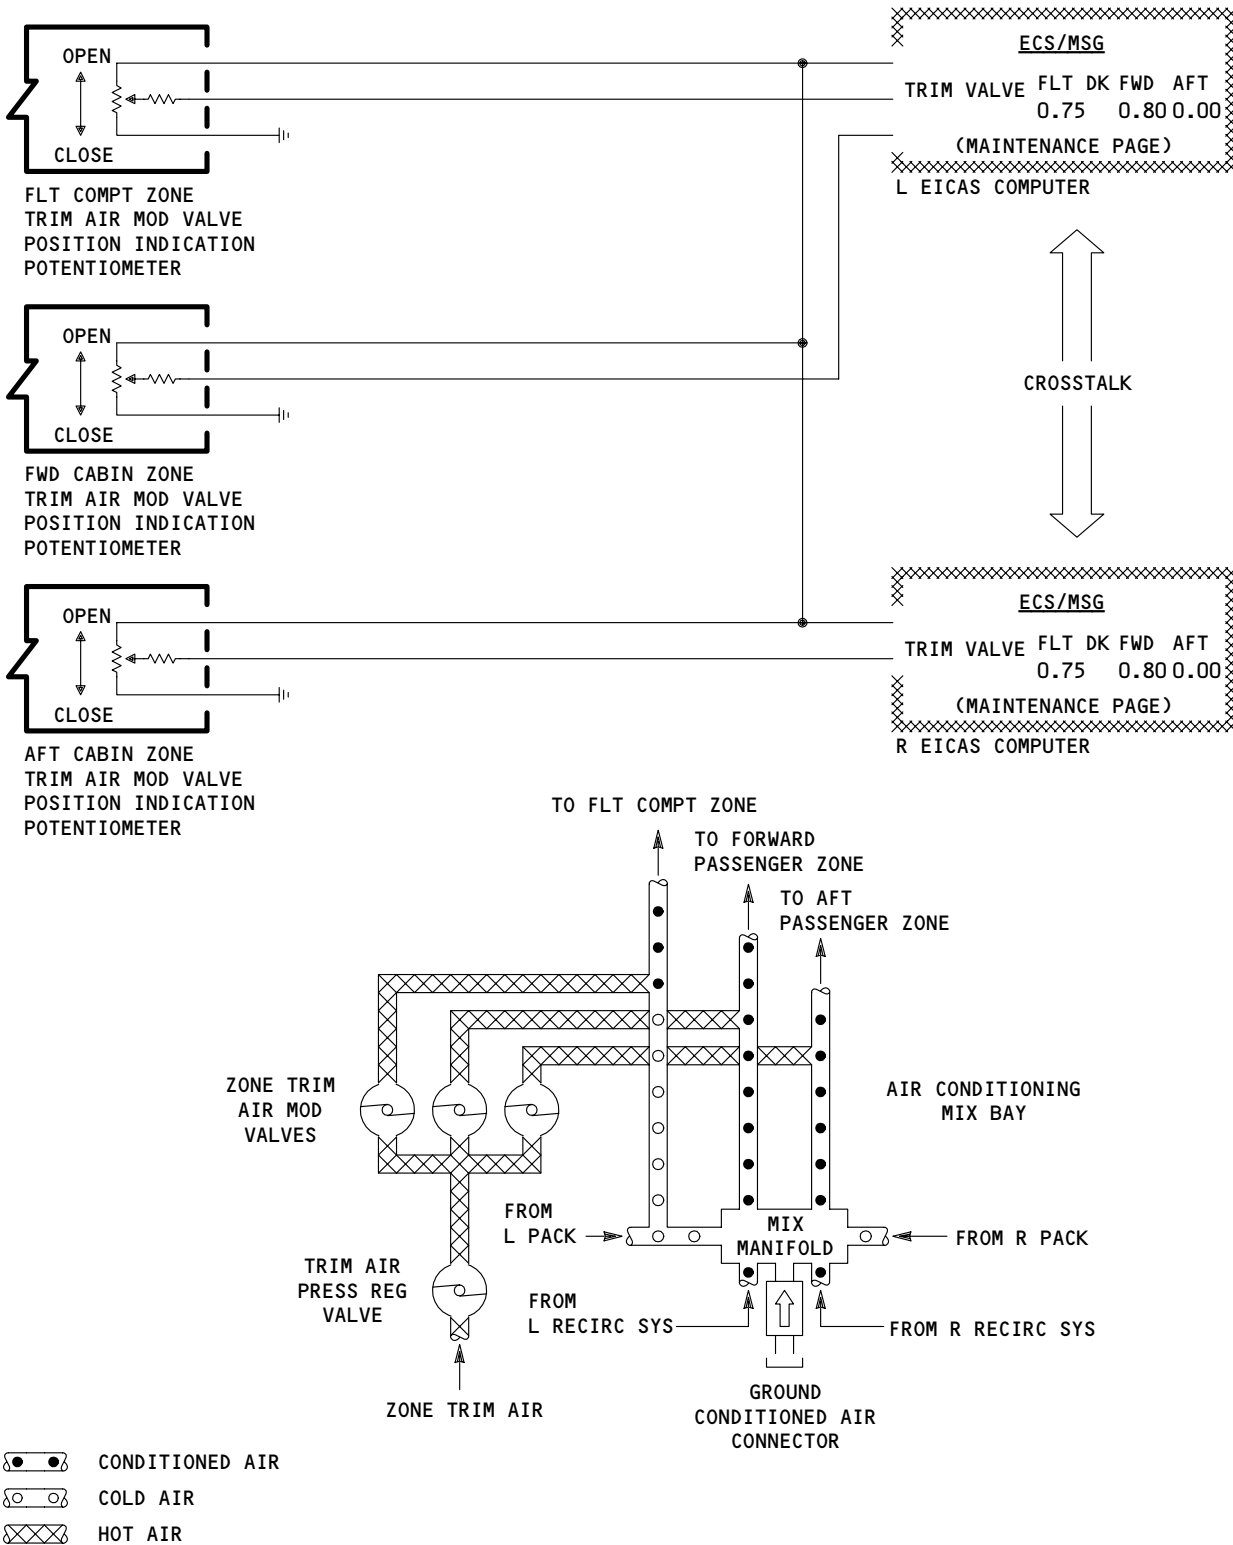 OPEN
CLOSE
FLT COMPT ZONE
TRIM AIR MOD VALVE
POSITION INDICATION
POTENTIOMETER
ECS/MSG
TRIM VALVE FLT DK FWD AFT
0.75 0.80 0.00
(MAINTENANCE PAGE)
L EICAS COMPUTER
OPEN
CLOSE
FWD CABIN ZONE
TRIM AIR MOD VALVE
POSITION INDICATION
POTENTIOMETER
CROSSTALK
OPEN
CLOSE
AFT CABIN ZONE
TRIM AIR MOD VALVE
POSITION INDICATION
POTENTIOMETER
ECS/MSG
TRIM VALVE FLT DK FWD AFT
0.75 0.80 0.00
(MAINTENANCE PAGE)
R EICAS COMPUTER
TO FLT COMPT ZONE
TO FORWARD
PASSENGER ZONE
TO AFT
PASSENGER ZONE
ZONE TRIM
AIR MOD
VALVES
AIR CONDITIONING
MIX BAY
FROM
L PACK
MIX
MANIFOLD
FROM R PACK
TRIM AIR
PRESS REG
VALVE
FROM
L RECIRC SYS
FROM R RECIRC SYS
ZONE TRIM AIR
GROUND
CONDITIONED AIR
CONNECTOR
CONDITIONED AIR
COLD AIR
HOT AIR